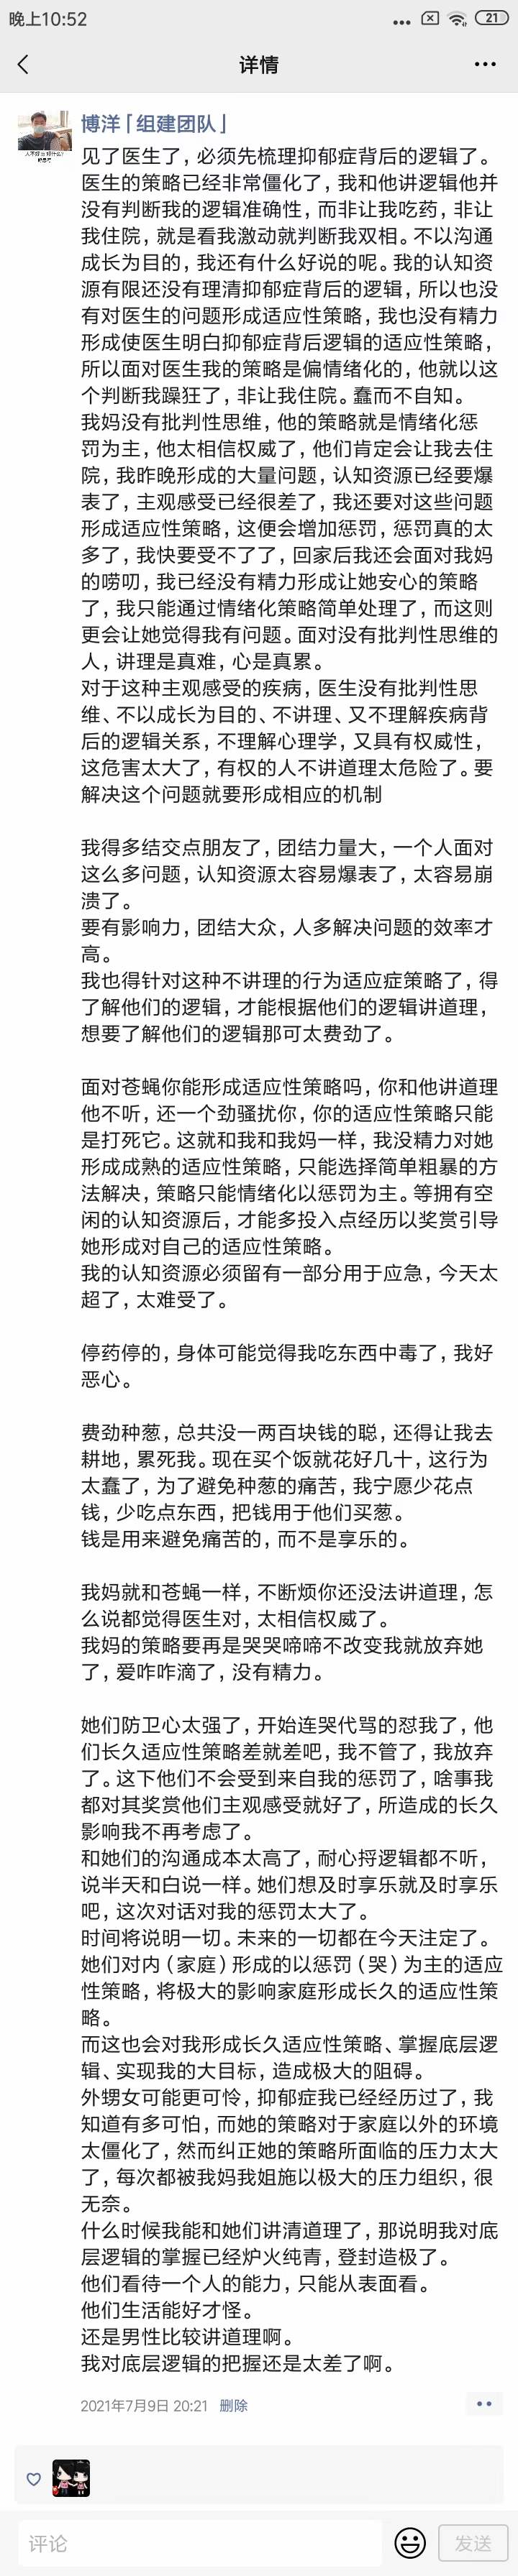 晚上10:52
21
详情
博洋「组建团队」
见了医生了，必须先梳理抑郁症背后的逻辑了。
医生的策略已经非常僵化了，我和他讲逻辑他并
没有判断我的逻辑准确性，而非让我吃药，非让
我住院，就是看我激动就判断我双相。不以沟通
成长为目的，我还有什么好说的呢。我的认知资
源有限还没有理清抑郁症背后的逻辑，所以也没
有对医生的问题形成适应性策略，我也没有精力
形成使医生明白抑郁症背后逻辑的适应性策略，
所以面对医生我的策略是偏情绪化的，他就以这
个判断我躁狂了，非让我住院。蠢而不自知。
我妈没有批判性思维，他的策略就是情绪化惩
罚为主，他太相信权威了，他们肯定会让我去住
院，我昨晚形成的大量问题，认知资源已经要爆
表了，主观感受已经很差了，我还要对这些问题
形成适应性策略，这便会增加惩罚，惩罚真的太
多了，我快要受不了了，回家后我还会面对我妈
的唠叨，我已经没有精力形成让她安心的策略
了，我只能通过情绪化策略简单处理了，而这则
更会让她觉得我有问题。面对没有批判性思维的
人，讲理是真难，心是真累。
对于这种主观感受的疾病，医生没有批判性思
维、不以成长为目的、不讲理、又不理解疾病背
后的逻辑关系，不理解心理学，又具有权威性，
这危害太大了，有权的人不讲道理太危险了。要
解决这个问题就要形成相应的机制
我得多结交点朋友了，团结力量大，一个人面对
这么多问题，认知资源太容易爆表了，太容易崩
溃了。
要有影响力，团结大众，人多解决问题的效率才
高。
我也得针对这种不讲理的行为适应症策略了，得
了解他们的逻辑，才能根据他们的逻辑讲道理，
想要了解他们的逻辑那可太费劲了。
面对苍蝇你能形成适应性策略吗，你和他讲道理
他不听，还一个劲骚扰你，你的适应性策略只能
是打死它。这就和我和我妈一样，我没精力对她
形成成熟的适应性策略，只能选择简单粗暴的方
法解决，策略只能情绪化以惩罚为主。等拥有空
闲的认知资源后，才能多投入点经历以奖赏引导
她形成对自己的适应性策略。
我的认知资源必须留有一部分用于应急，今天太
超了，太难受了。
停药停的，身体可能觉得我吃东西中毒了，我好
恶心。
费劲种葱，总共没一两百块钱的聪，还得让我去
耕地，累死我。现在买个饭就花好几十，这行为
太蠢了，为了避免种葱的痛苦，我宁愿少花点
钱，少吃点东西，把钱用于他们买葱。
钱是用来避免痛苦的，而不是享乐的。
我妈就和苍蝇一样，不断烦你还没法讲道理，怎
么说都觉得医生对，太相信权威了。
我妈的策略要再是哭哭啼啼不改变我就放弃她
了，爱咋咋滴了，没有精力。
她们防卫心太强了，开始连哭代骂的怼我了，他
们长久适应性策略差就差吧，我不管了，我放弃
了。这下他们不会受到来自我的惩罚了，啥事我
都对其奖赏他们主观感受就好了，所造成的长久
影响我不再考虑了。
和她们的沟通成本太高了，耐心捋逻辑都不听，
说半天和白说一样。她们想及时享乐就及时享乐
吧，这次对话对我的惩罚太大了。
时间将说明一切。未来的一切都在今天注定了。
她们对内（家庭）形成的以惩罚（哭）为主的适应
性策略，将极大的影响家庭形成长久的适应性策
略。
而这也会对我形成长久适应性策略、掌握底层逻
辑、实现我的大目标，造成极大的阻碍。
外甥女可能更可怜，抑郁症我已经经历过了，我
知道有多可怕，而她的策略对于家庭以外的环境
太僵化了，然而纠正她的策略所面临的压力太大
了，每次都被我妈我姐施以极大的压力组织，很
无奈。
什么时候我能和她们讲清道理了，那说明我对底
层逻辑的掌握已经炉火纯青，登封造极了。
他们看待一个人的能力，只能从表面看。
他们生活能好才怪。
还是男性比较讲道理啊。
我对底层逻辑的把握还是太差了啊。
2021年7月9日 20:21 删除
评论
发送